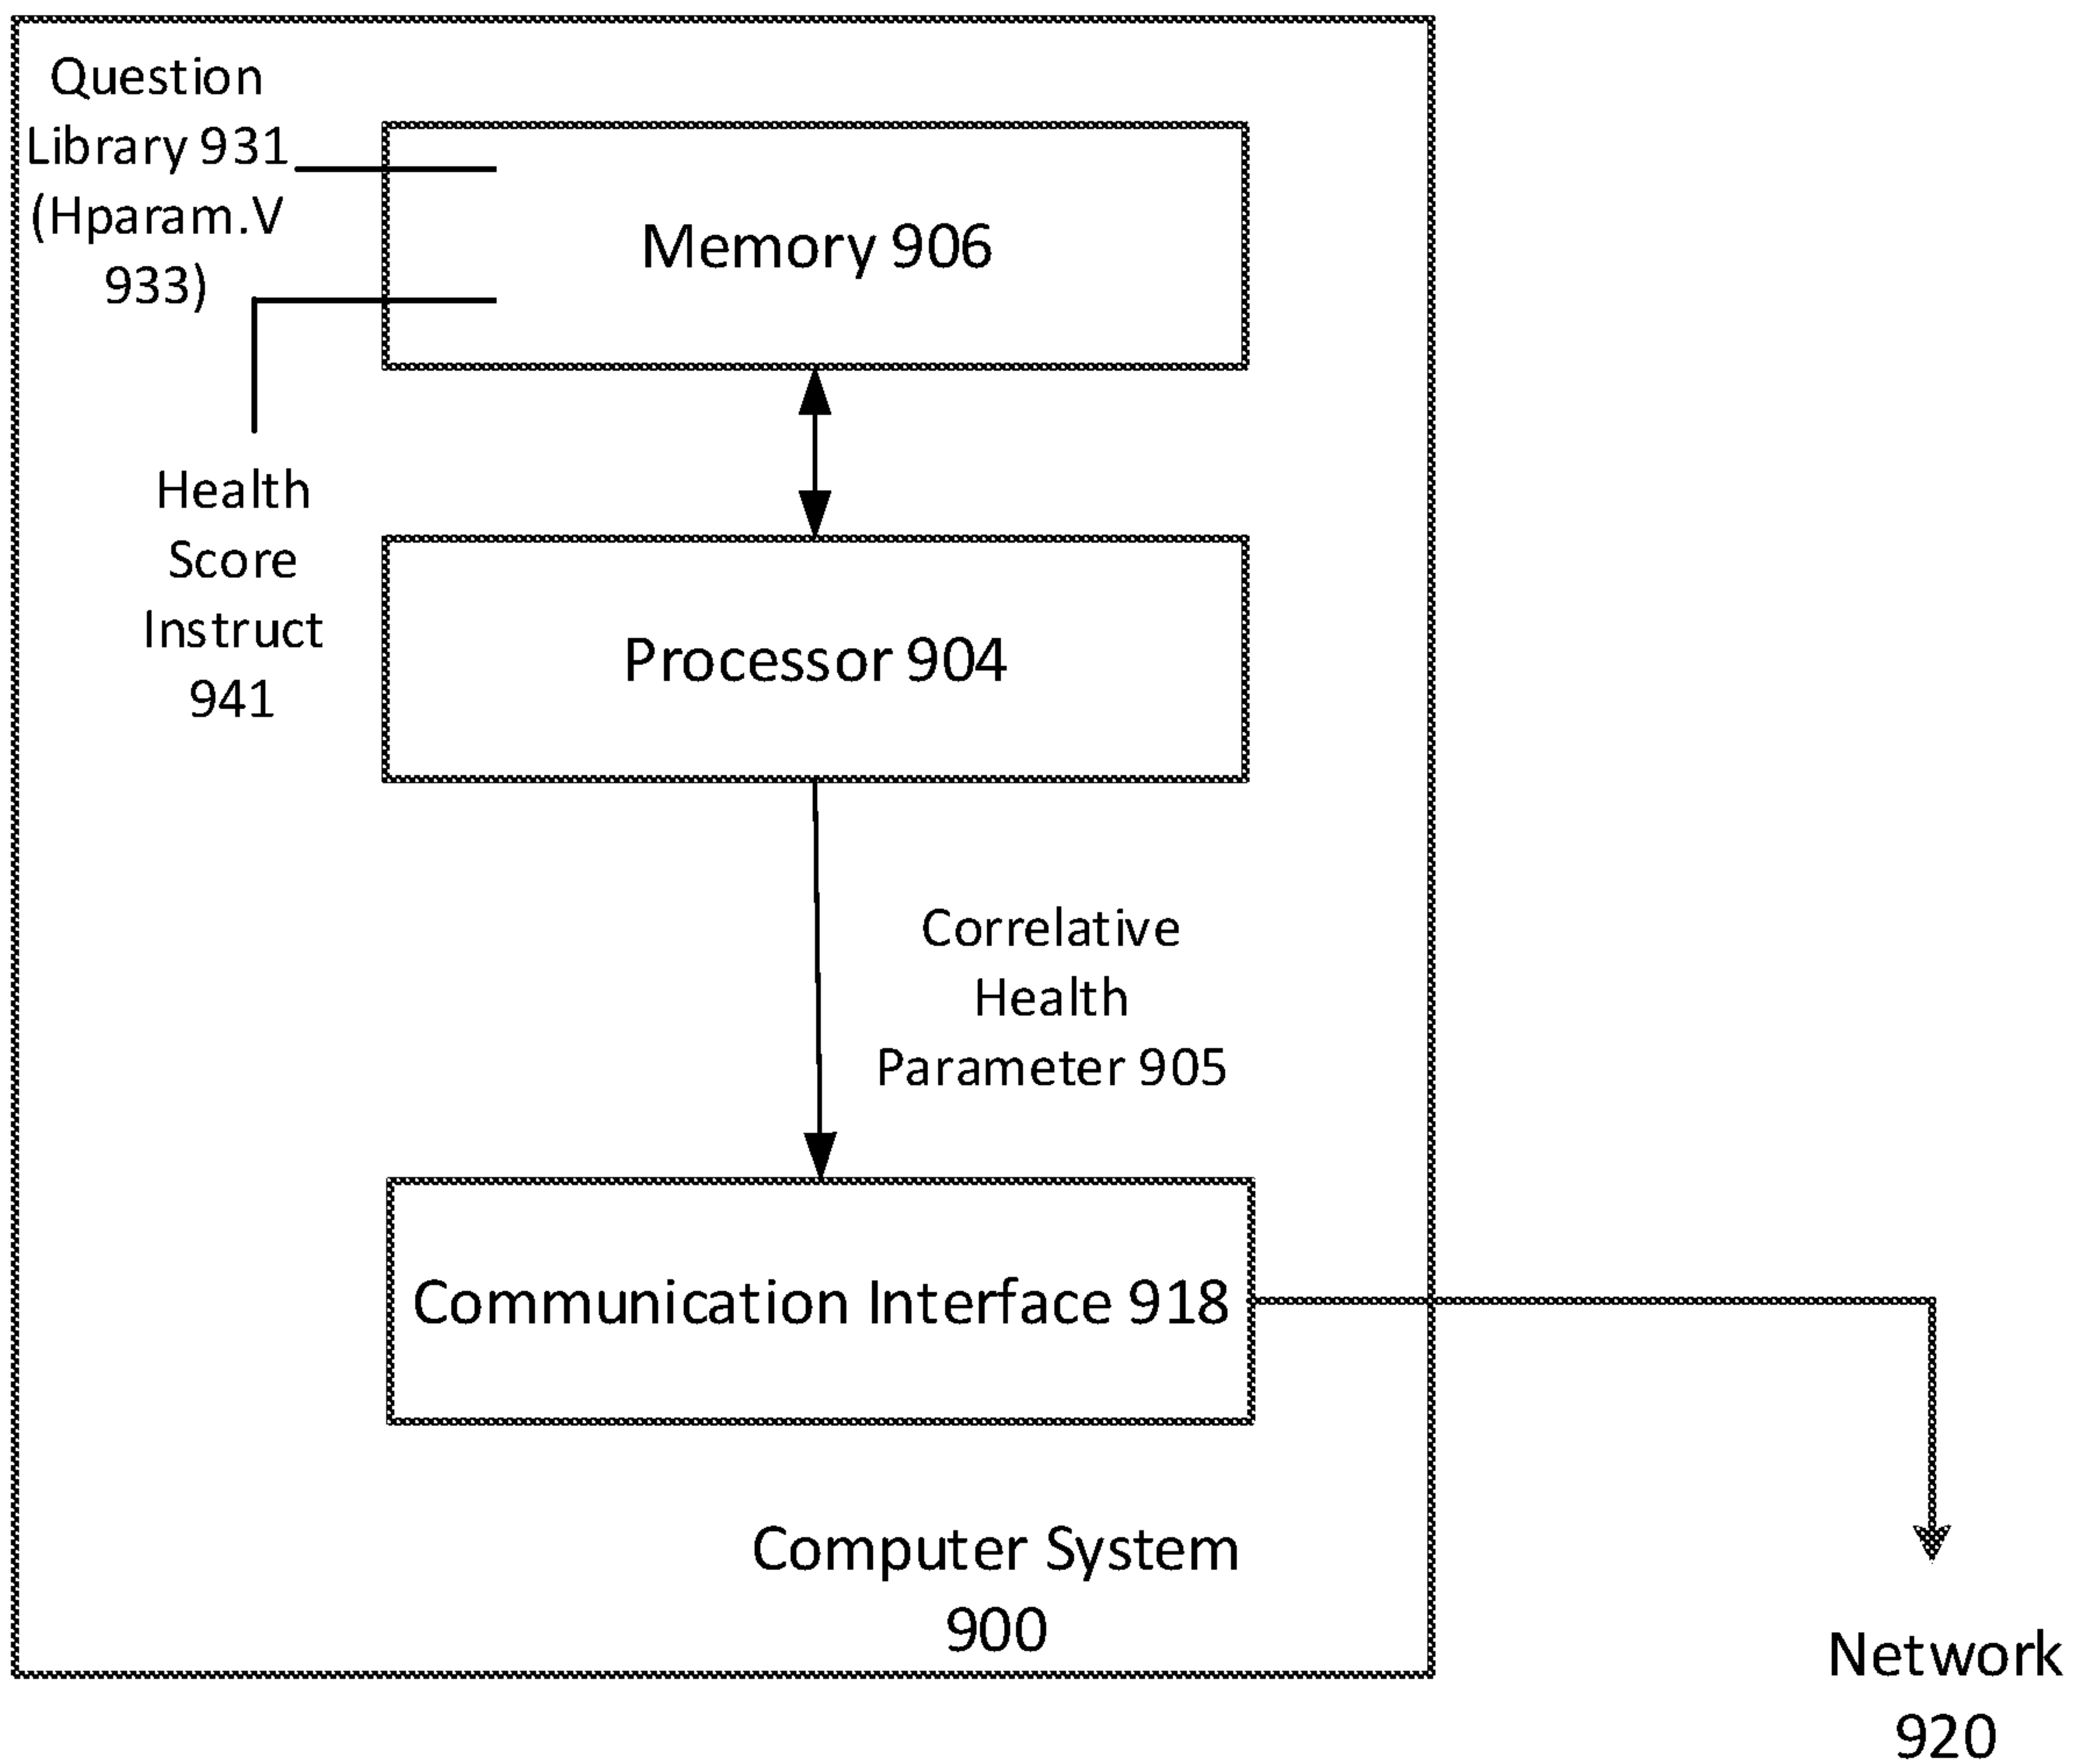 Question
Library 931
(Hparam.V
933)
Memory 906
Health
Score
Instruct
941
Processor 904
Correlative
Health
Parameter 905
Communication Interface 918
Computer System
900
Network
920